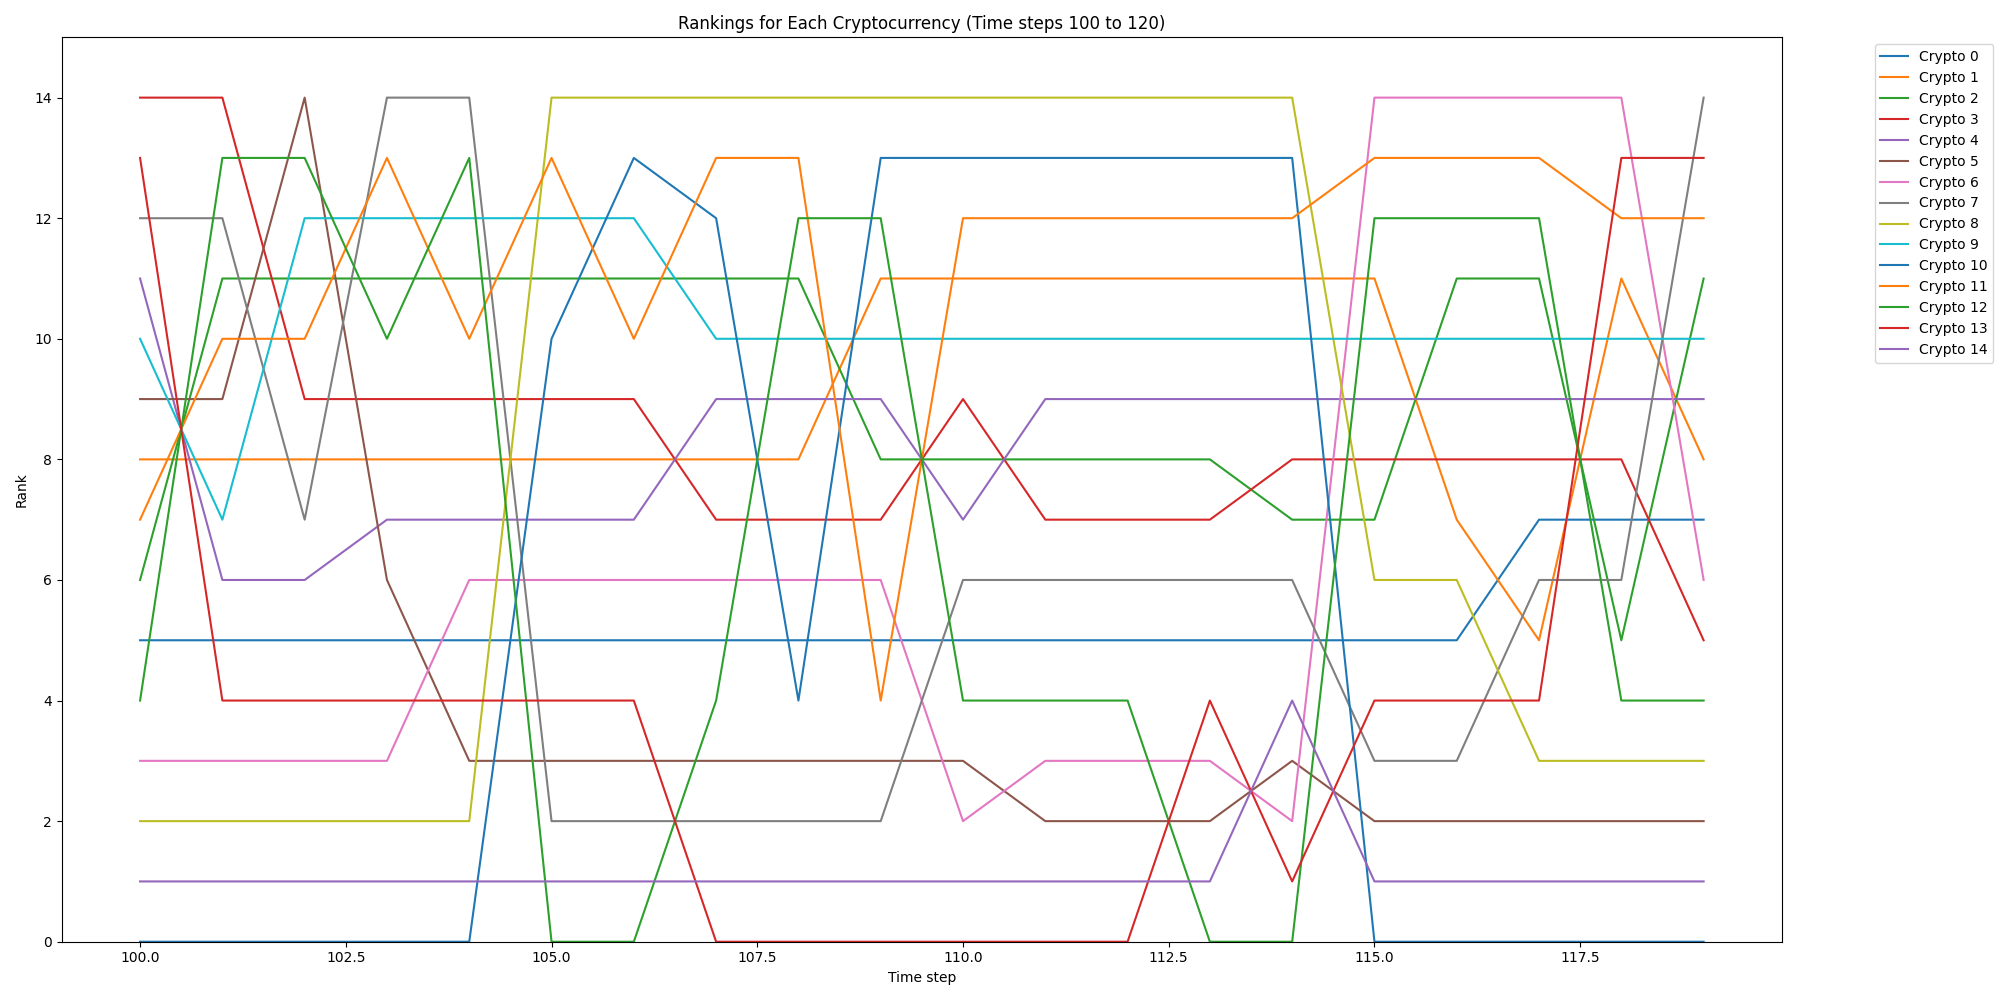 Rankings for Each Cryptocurrency (Time steps 100 to 120)
Rank
14
12
10
8
6
4
2
0
100.0 102.5 105.0 107.5 110.0 112.5 115.0 117.5
Time step
Crypto 0
Crypto 1
Crypto 2
Crypto 3
Crypto 4
Crypto 5
Crypto 6
Crypto 7
Crypto 8
Crypto 9
Crypto 10
Crypto 11
Crypto 12
Crypto 13
Crypto 14